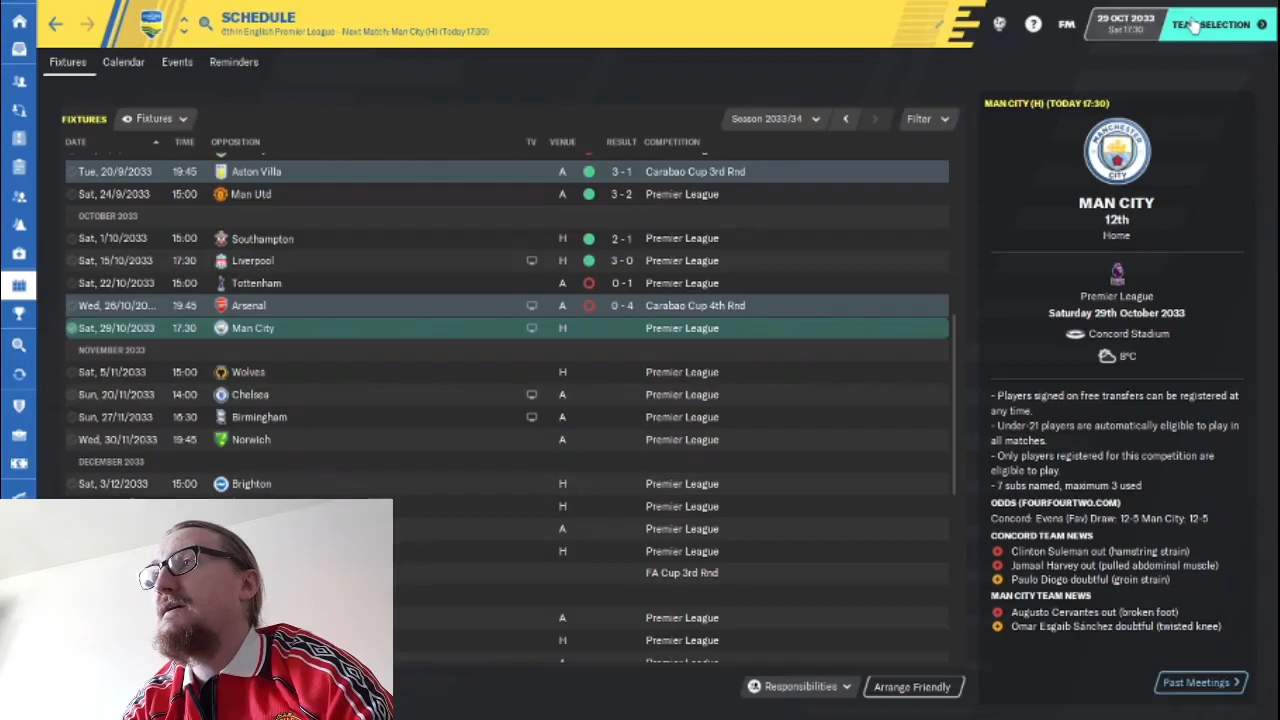 SCHEDULE
6th in English Premier League - Next Match: Man City (H) (Today 17:30)
FM
29 OCT 2033
Sat 17:30
SELECTION
Fixtures
Calendar
Events
Reminders
FIXTURES
Fixtures
Season 2033/34
Filter
DATE TIME OPPOSITION TV VENUE RESULT COMPETITION
Tue, 20/9/2033 19:45 Aston Villa A 3 - 1 Carabao Cup 3rd Rnd
Sat, 24/9/2033 15:00 Man Utd A 3 - 2 Premier League
OCTOBER 2033
Sat, 1/10/2033 15:00 Southampton H 2 - 1 Premier League
Sat, 15/10/2033 17:30 Liverpool H 3 - 0 Premier League
Sat, 22/10/2033 15:00 Tottenham A 0 - 1 Premier League
Wed, 26/10/20... 19:45 Arsenal A 0 - 4 Carabao Cup 4th Rnd
Sat, 29/10/2033 17:30 Man City H Premier League
NOVEMBER 2033
Sat, 5/11/2033 15:00 Wolves H Premier League
Sun, 20/11/2033 14:00 Chelsea A Premier League
Sun, 27/11/2033 16:30 Birmingham A Premier League
Wed, 30/11/2033 19:45 Norwich A Premier League
DECEMBER 2033
Sat, 3/12/2033 15:00 Brighton H Premier League
H Premier League
A Premier League
H Premier League
FA Cup 3rd Rnd
A Premier League
H Premier League
Responsibilities
Arrange Friendly
MAN CITY (H) (TODAY 17:30)
MANCHESTER
CITY
MAN CITY
12th
Home
Premier League
Saturday 29th October 2033
Concord Stadium
8°C
- Players signed on free transfers can be registered at
any time.
- Under-21 players are automatically eligible to play in
all matches.
- Only players registered for this competition are
eligible to play.
- 7 subs named, maximum 3 used
ODDS (FOURFOURTWO.COM)
Concord: Evens (Fav) Draw: 12-5 Man City: 12-5
CONCORD TEAM NEWS
Clinton Suleman out (hamstring strain)
Jamaal Harvey out (pulled abdominal muscle)
Paulo Diogo doubtful (groin strain)
MAN CITY TEAM NEWS
Augusto Cervantes out (broken foot)
Omar Esgaib Sánchez doubtful (twisted knee)
Past Meetings